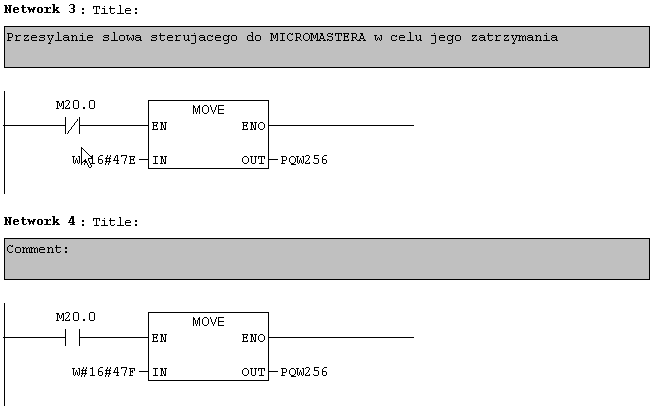 Network 3 : Title:
Przesylanie slowa sterujacego do MICROMASTERA w celu jego zatrzymania
M20.0
MOVE
EN ENO
W#16#47E IN OUT PQW256
Network 4 : Title:
Comment:
M20.0
MOVE
EN ENO
W#16#47F IN OUT PQW256